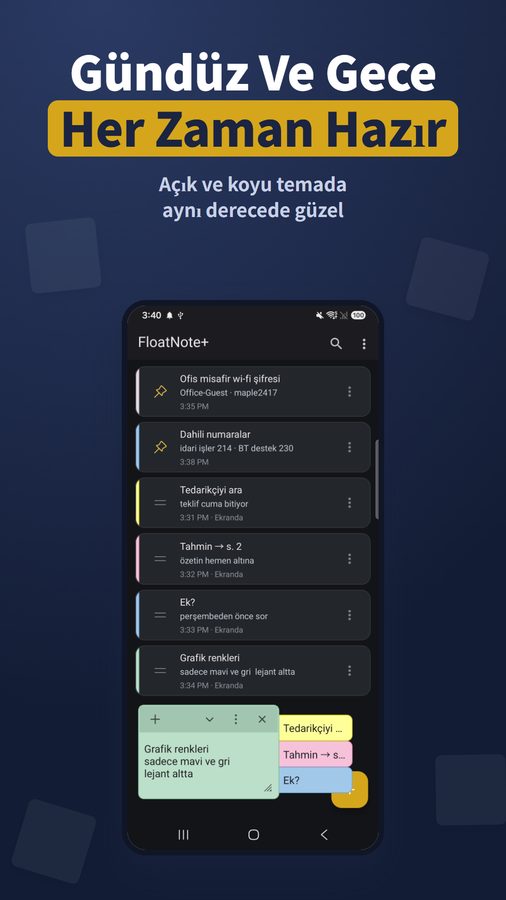 Gündüz Ve Gece
Her Zaman Hazır
Açık ve koyu temada
aynı derecede güzel
3:40
100
FloatNote+
Ofis misafir wi-fi şifresi
Office-Guest · maple2417
3:35 PM
Dahili numaralar
idari işler 214 · BT destek 230
3:38 PM
Tedarikçiyi ara
teklif cuma bitiyor
3:31 PM · Ekranda
Tahmin → s. 2
özetin hemen altına
3:32 PM · Ekranda
Ek?
perşembeden önce sor
3:33 PM · Ekranda
Grafik renkleri
sadece mavi ve gri lejant altta
3:34 PM · Ekranda
Grafik renkleri
sadece mavi ve gri
lejant altta
Tedarikçiyi ...
Tahmin → s...
Ek?